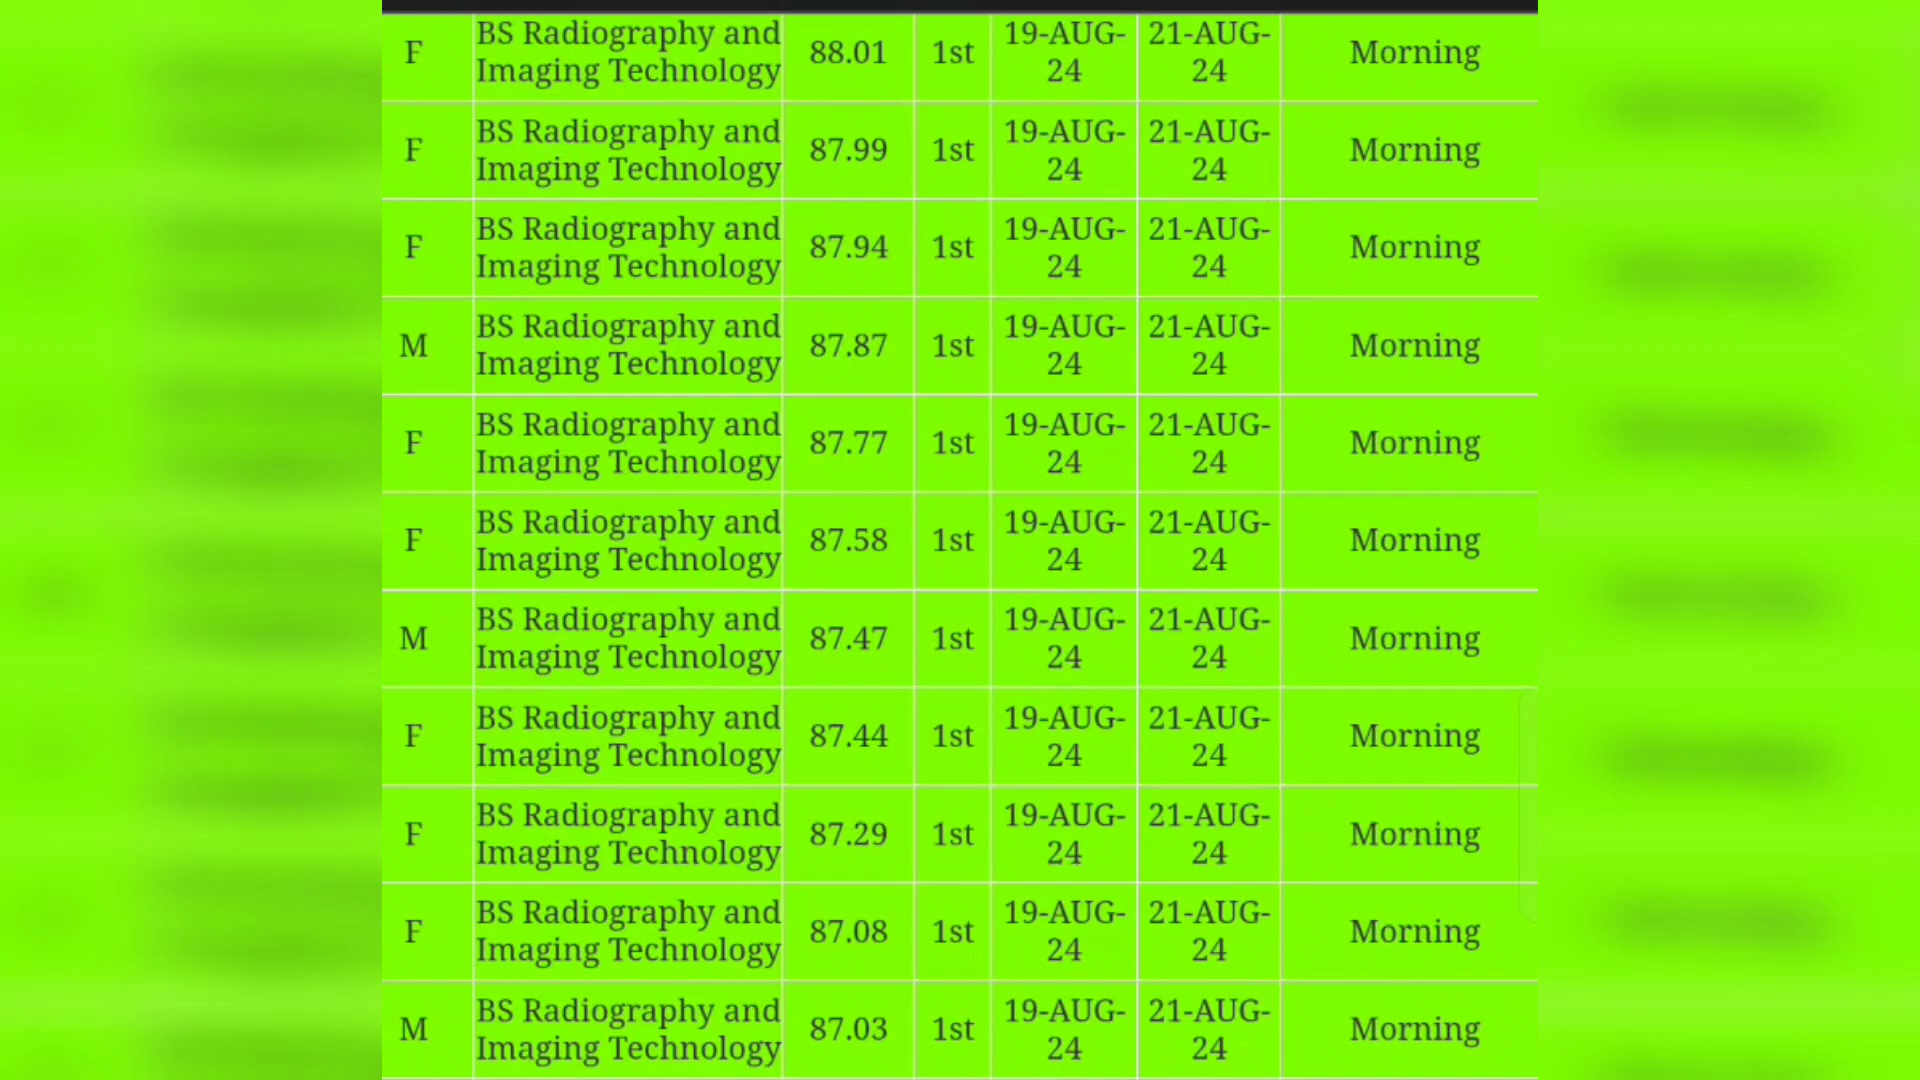 F BS Radiography and Imaging Technology 88.01 1st 19-AUG-24 21-AUG-24 Morning
F BS Radiography and Imaging Technology 87.99 1st 19-AUG-24 21-AUG-24 Morning
F BS Radiography and Imaging Technology 87.94 1st 19-AUG-24 21-AUG-24 Morning
M BS Radiography and Imaging Technology 87.87 1st 19-AUG-24 21-AUG-24 Morning
F BS Radiography and Imaging Technology 87.77 1st 19-AUG-24 21-AUG-24 Morning
F BS Radiography and Imaging Technology 87.58 1st 19-AUG-24 21-AUG-24 Morning
M BS Radiography and Imaging Technology 87.47 1st 19-AUG-24 21-AUG-24 Morning
F BS Radiography and Imaging Technology 87.44 1st 19-AUG-24 21-AUG-24 Morning
F BS Radiography and Imaging Technology 87.29 1st 19-AUG-24 21-AUG-24 Morning
F BS Radiography and Imaging Technology 87.08 1st 19-AUG-24 21-AUG-24 Morning
M BS Radiography and Imaging Technology 87.03 1st 19-AUG-24 21-AUG-24 Morning